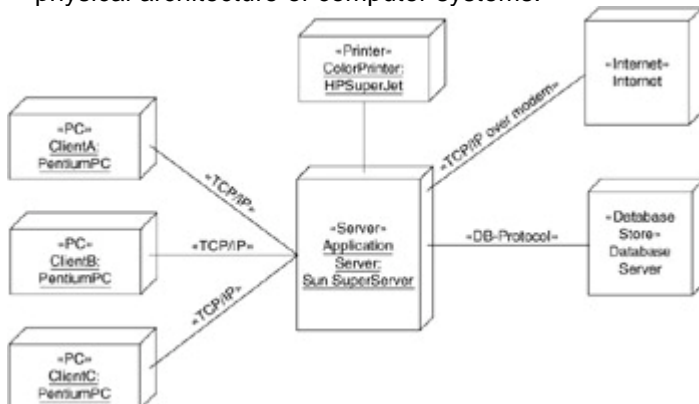 physical architecture of computer systems.
«Printer»
ColorPrinter:
HPSuperJet
«Internet»
Internet
«TCP/IP over modem»
«PC»
ClientA:
PentiumPC
«TCP/IP»
«PC»
ClientB:
PentiumPC
«TCP/IP»
«Server»
Application
Server:
Sun SuperServer
«DB-Protocol»
«Database
Store»
Database
Server
«TCP/IP»
«PC»
ClientC:
PentiumPC